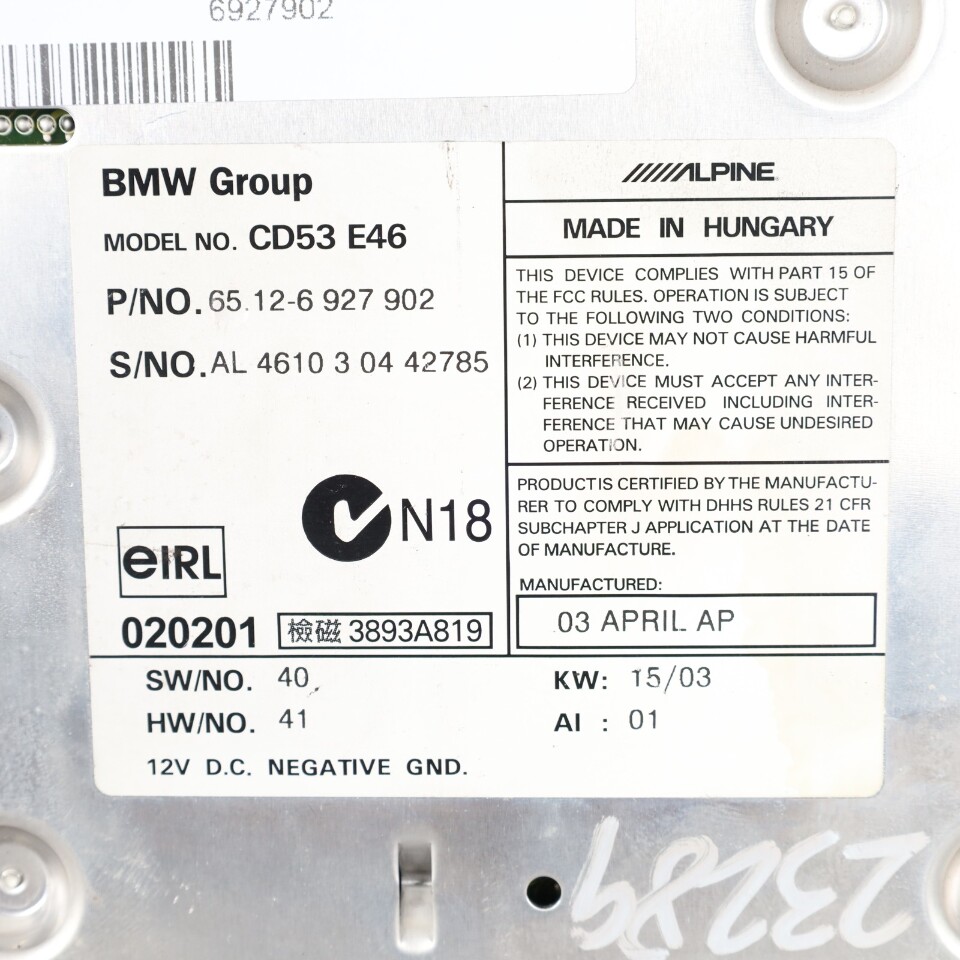 6927902
BMW Group
MODEL NO. CD53 E46
P/NO. 65.12-6 927 902
S/NO. AL 4610 3 04 42785
N18
eIRL
020201
檢磁 3893A819
ALPINE
MADE IN HUNGARY
THIS DEVICE COMPLIES WITH PART 15 OF
THE FCC RULES. OPERATION IS SUBJECT
TO THE FOLLOWING TWO CONDITIONS:
(1) THIS DEVICE MAY NOT CAUSE HARMFUL
INTERFERENCE.
(2) THIS DEVICE MUST ACCEPT ANY INTER-
FERENCE RECEIVED INCLUDING INTER-
FERENCE THAT MAY CAUSE UNDESIRED
OPERATION.
PRODUCT IS CERTIFIED BY THE MANUFACTU-
RER TO COMPLY WITH DHHS RULES 21 CFR
SUBCHAPTER J APPLICATION AT THE DATE
OF MANUFACTURE.
MANUFACTURED:
03 APRIL AP
SW/NO. 40
KW: 15/03
HW/NO. 41
AI : 01
12V D.C. NEGATIVE GND.